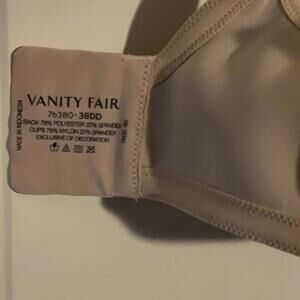 VANITY FAIR
76380 · 38DD
BACK 78% POLYESTER 22% SPANDEX
CUPS 78% NYLON 22% SPANDEX
EXCLUSIVE OF DECORATION
MADE IN INDONESIA